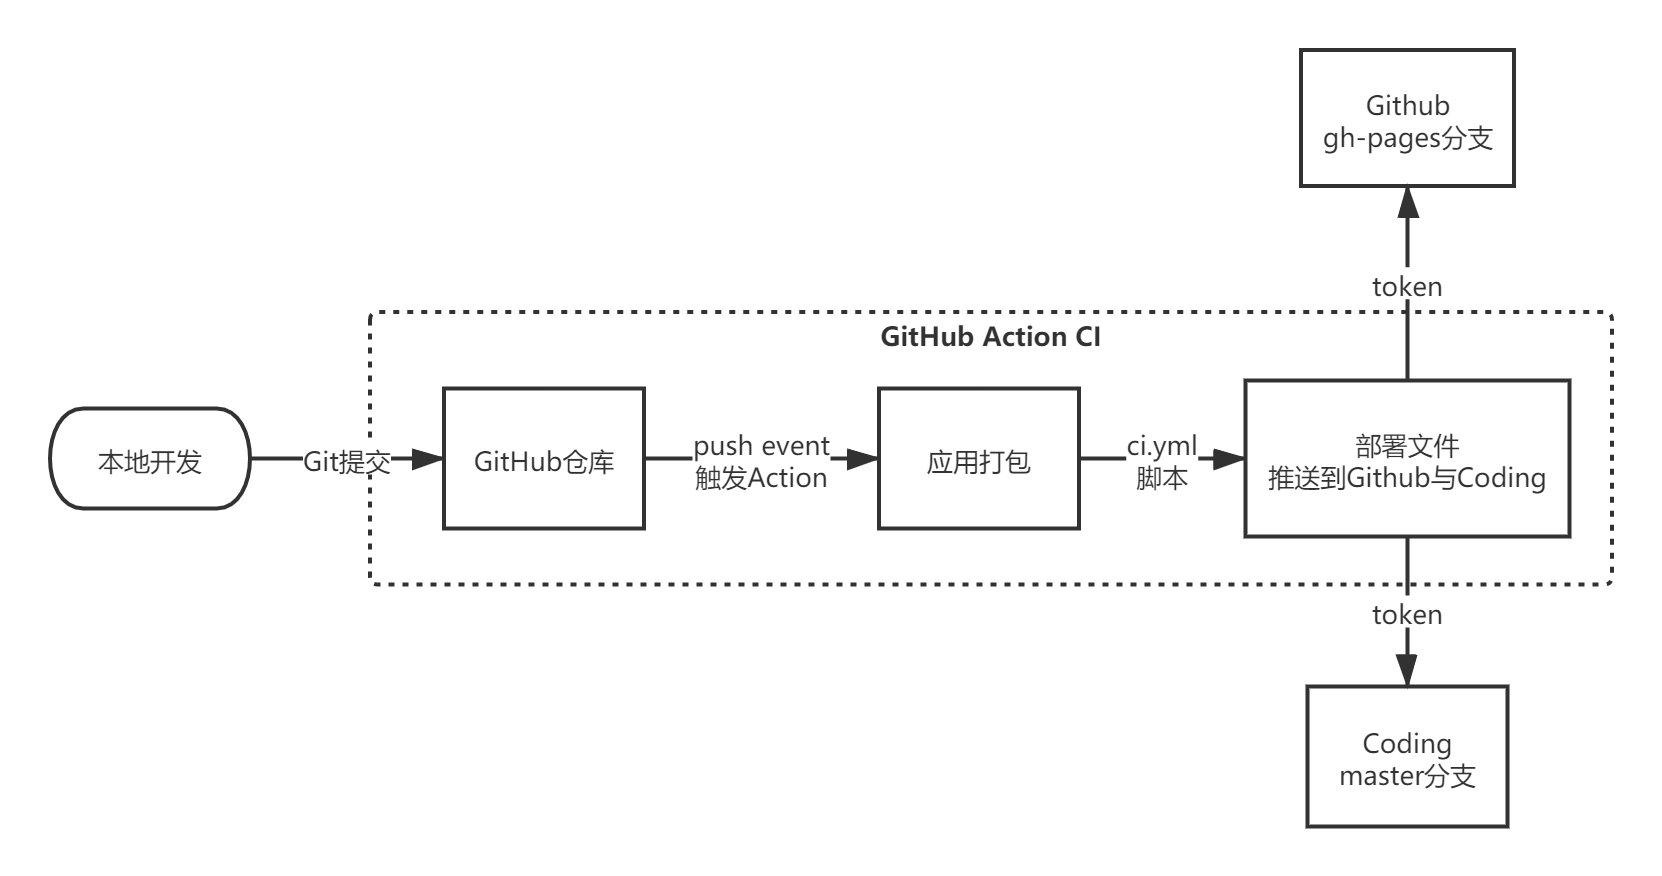 Github
gh-pages分支
token
GitHub Action CI
本地开发
Git提交
GitHub仓库
push event
触发Action
应用打包
ci.yml
脚本
部署文件
推送到Github与Coding
token
Coding
master分支